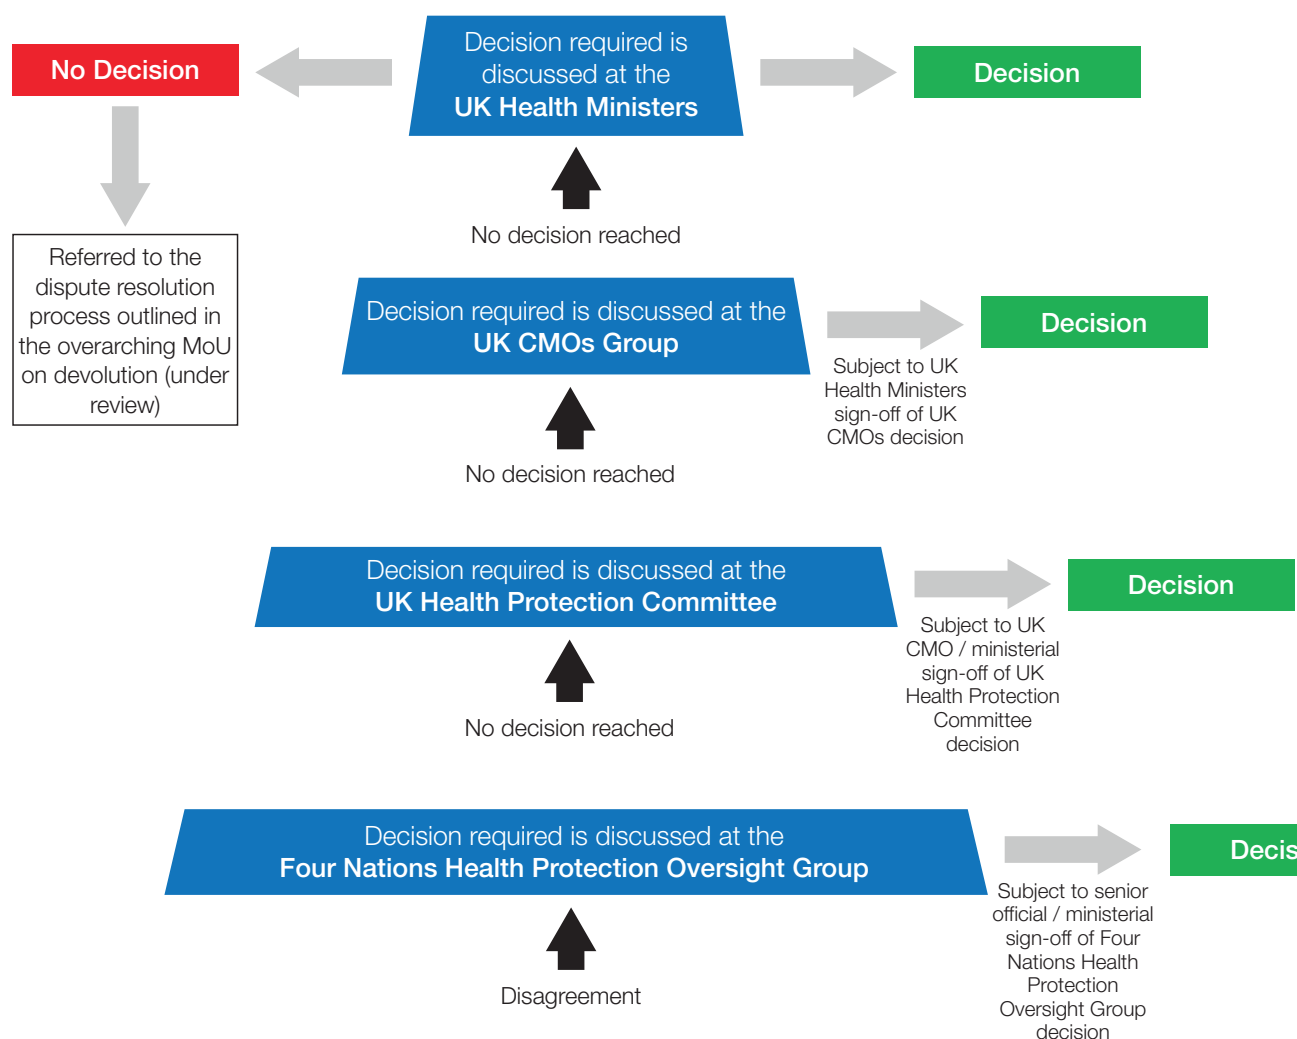 No Decision
Decision required is
discussed at the
UK Health Ministers
Decision
No decision reached
Referred to the
dispute resolution
process outlined in
the overarching MoU
on devolution (under
review)
Decision required is discussed at the
UK CMOs Group
Decision
Subject to UK
Health Ministers
sign-off of UK
CMOs decision
No decision reached
Decision required is discussed at the
UK Health Protection Committee
Decision
Subject to UK
CMO / ministerial
sign-off of UK
Health Protection
Committee
decision
No decision reached
Decision required is discussed at the
Four Nations Health Protection Oversight Group
Decis
Subject to senior
official / ministerial
sign-off of Four
Nations Health
Protection
Oversight Group
decision
Disagreement